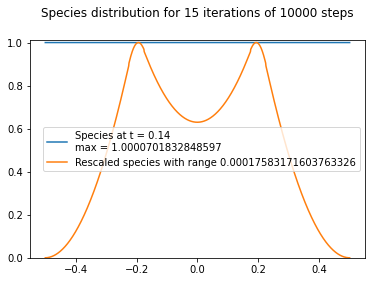 Species distribution for 15 iterations of 10000 steps
1.0
0.8
0.6
0.4
0.2
0.0
Species at t = 0.14
max = 1.0000701832848597
Rescaled species with range 0.00017583171603763326
−0.4 −0.2 0.0 0.2 0.4